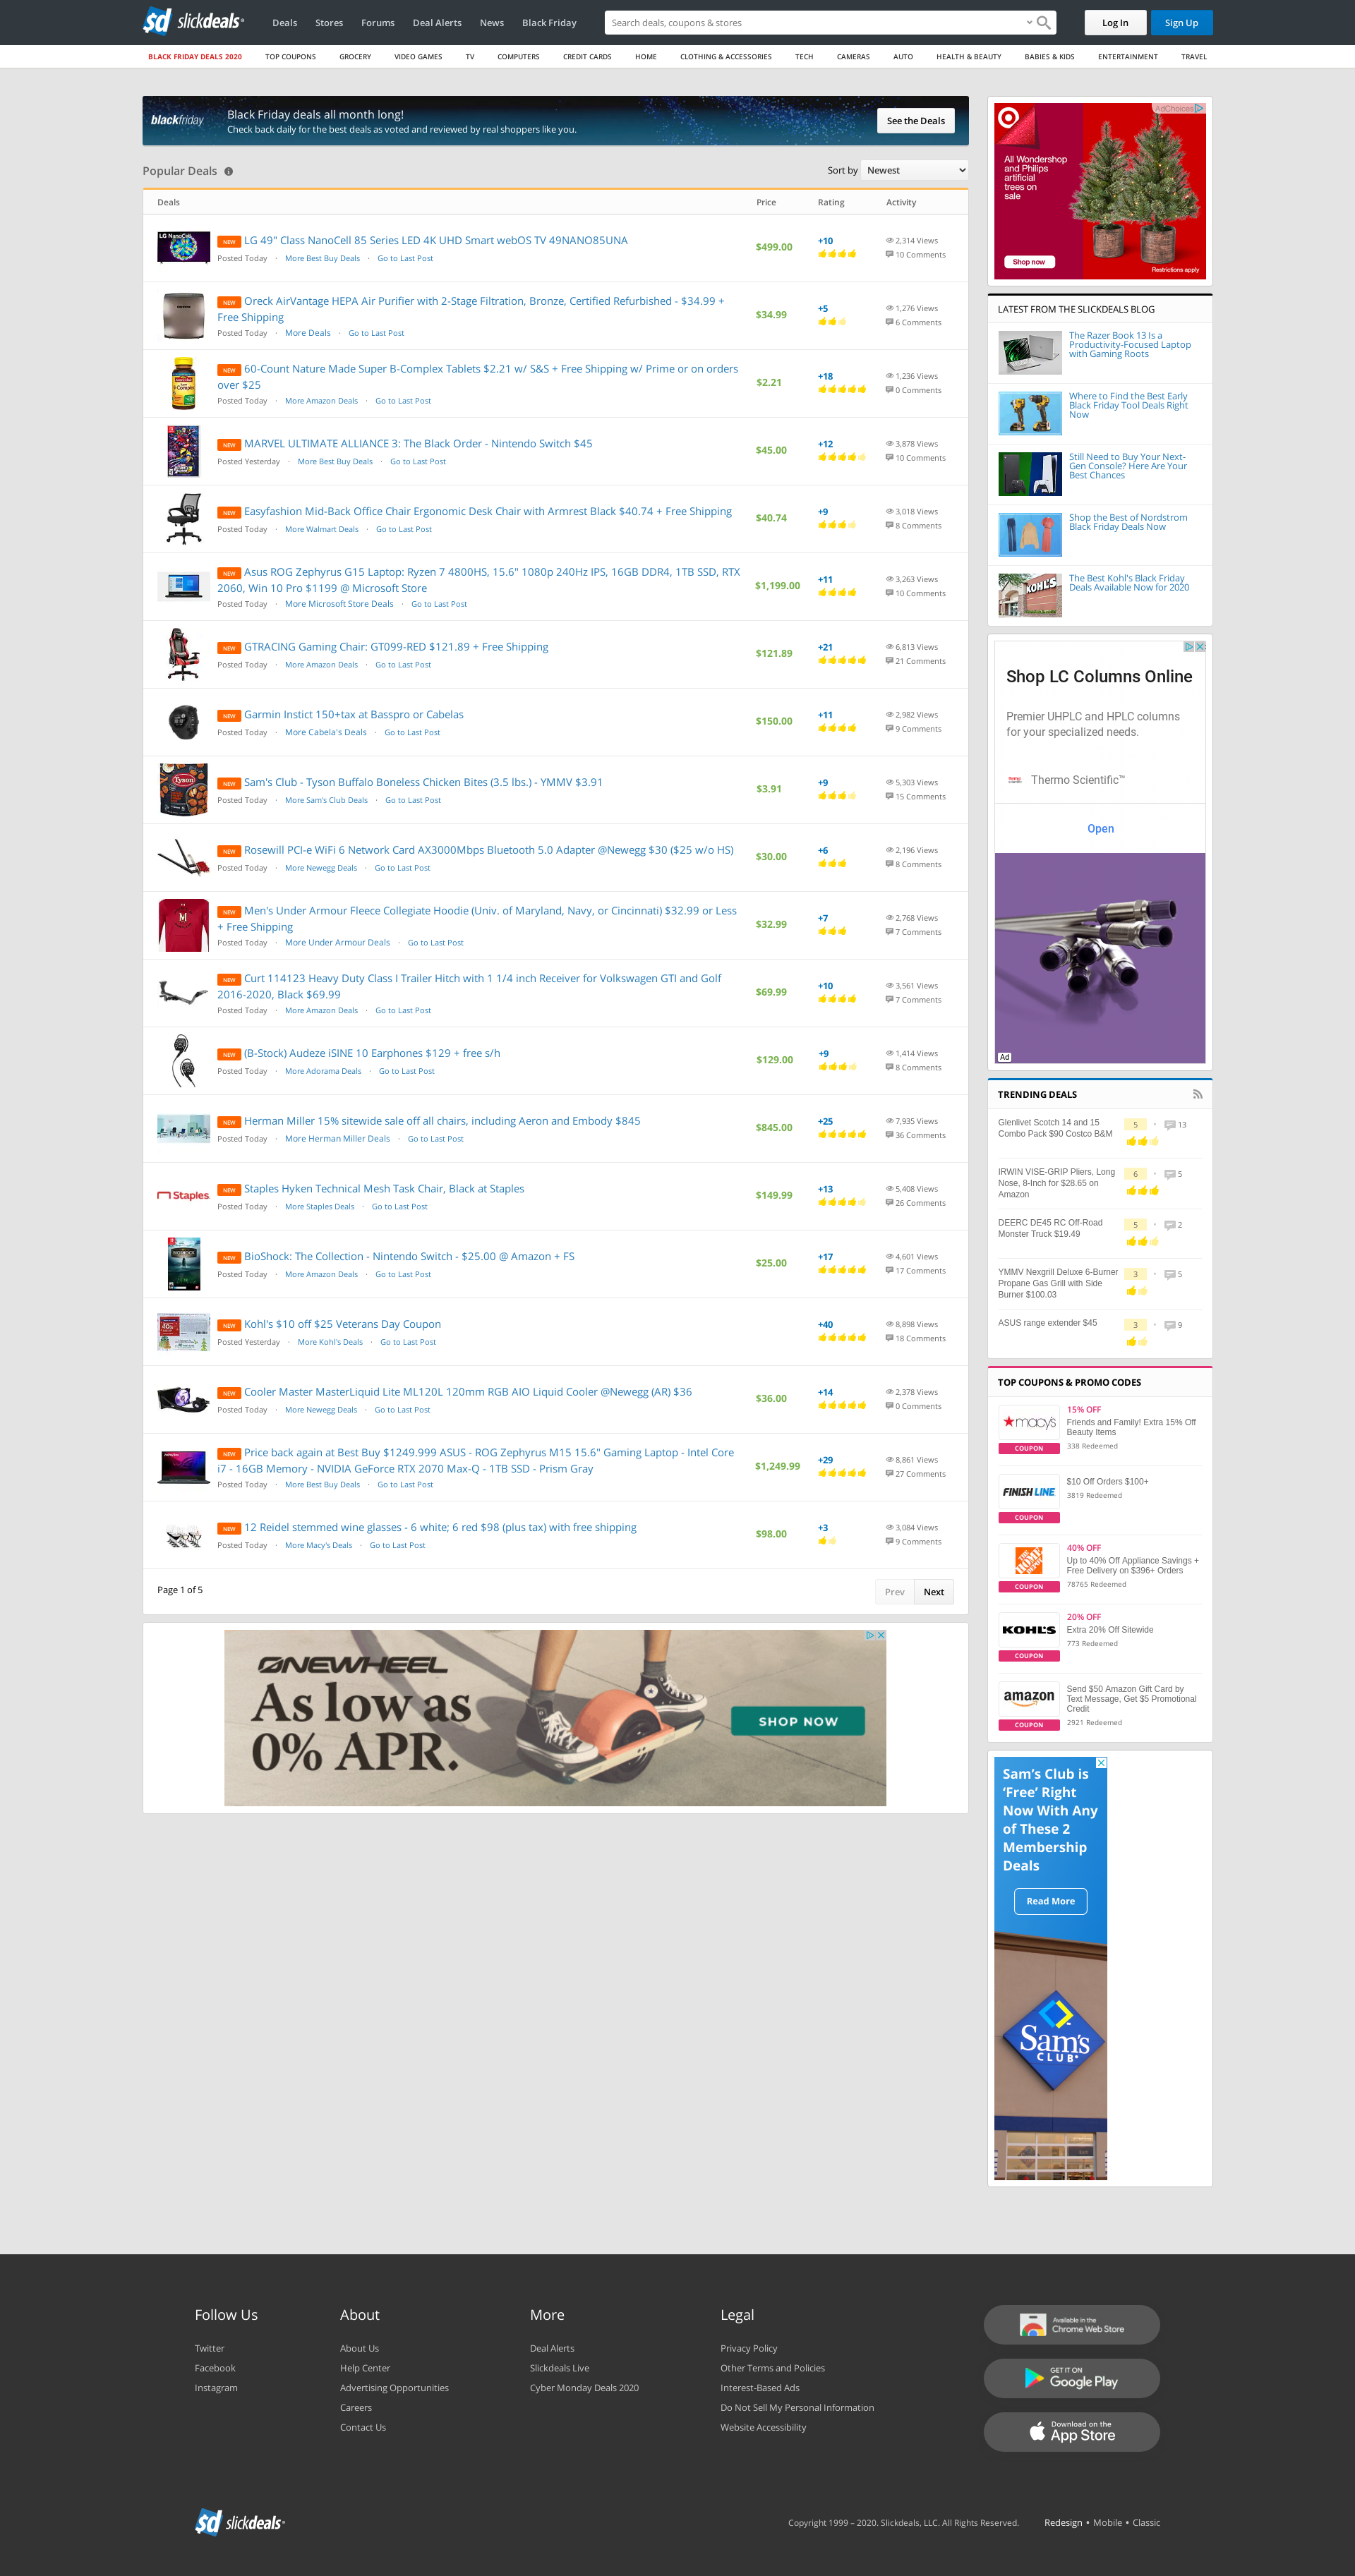 slickdeals
Deals Stores Forums Deal Alerts News Black Friday
Search deals, coupons & stores
Log In
Sign Up
BLACK FRIDAY DEALS 2020 TOP COUPONS GROCERY VIDEO GAMES TV COMPUTERS CREDIT CARDS HOME CLOTHING & ACCESSORIES TECH CAMERAS AUTO HEALTH & BEAUTY BABIES & KIDS ENTERTAINMENT TRAVEL
blackfriday
Black Friday deals all month long!
Check back daily for the best deals as voted and reviewed by real shoppers like you.
See the Deals
Popular Deals
Sort by Newest
Deals Price Rating Activity
NEW LG 49" Class NanoCell 85 Series LED 4K UHD Smart webOS TV 49NANO85UNA
Posted Today · More Best Buy Deals · Go to Last Post
$499.00
+10
2,314 Views
10 Comments
NEW Oreck AirVantage HEPA Air Purifier with 2-Stage Filtration, Bronze, Certified Refurbished - $34.99 +
Free Shipping
Posted Today · More Deals · Go to Last Post
$34.99
+5
1,276 Views
6 Comments
NEW 60-Count Nature Made Super B-Complex Tablets $2.21 w/ S&S + Free Shipping w/ Prime or on orders
over $25
Posted Today · More Amazon Deals · Go to Last Post
$2.21
+18
1,236 Views
0 Comments
NEW MARVEL ULTIMATE ALLIANCE 3: The Black Order - Nintendo Switch $45
Posted Yesterday · More Best Buy Deals · Go to Last Post
$45.00
+12
3,878 Views
10 Comments
NEW Easyfashion Mid-Back Office Chair Ergonomic Desk Chair with Armrest Black $40.74 + Free Shipping
Posted Today · More Walmart Deals · Go to Last Post
$40.74
+9
3,018 Views
8 Comments
NEW Asus ROG Zephyrus G15 Laptop: Ryzen 7 4800HS, 15.6" 1080p 240Hz IPS, 16GB DDR4, 1TB SSD, RTX
2060, Win 10 Pro $1199 @ Microsoft Store
Posted Today · More Microsoft Store Deals · Go to Last Post
$1,199.00
+11
3,263 Views
10 Comments
NEW GTRACING Gaming Chair: GT099-RED $121.89 + Free Shipping
Posted Today · More Amazon Deals · Go to Last Post
$121.89
+21
6,813 Views
21 Comments
NEW Garmin Instict 150+tax at Basspro or Cabelas
Posted Today · More Cabela's Deals · Go to Last Post
$150.00
+11
2,982 Views
9 Comments
NEW Sam's Club - Tyson Buffalo Boneless Chicken Bites (3.5 lbs.) - YMMV $3.91
Posted Today · More Sam's Club Deals · Go to Last Post
$3.91
+9
5,303 Views
15 Comments
NEW Rosewill PCI-e WiFi 6 Network Card AX3000Mbps Bluetooth 5.0 Adapter @Newegg $30 ($25 w/o HS)
Posted Today · More Newegg Deals · Go to Last Post
$30.00
+6
2,196 Views
8 Comments
NEW Men's Under Armour Fleece Collegiate Hoodie (Univ. of Maryland, Navy, or Cincinnati) $32.99 or Less
+ Free Shipping
Posted Today · More Under Armour Deals · Go to Last Post
$32.99
+7
2,768 Views
7 Comments
NEW Curt 114123 Heavy Duty Class I Trailer Hitch with 1 1/4 inch Receiver for Volkswagen GTI and Golf
2016-2020, Black $69.99
Posted Today · More Amazon Deals · Go to Last Post
$69.99
+10
3,561 Views
7 Comments
NEW (B-Stock) Audeze iSINE 10 Earphones $129 + free s/h
Posted Today · More Adorama Deals · Go to Last Post
$129.00
+9
1,414 Views
8 Comments
NEW Herman Miller 15% sitewide sale off all chairs, including Aeron and Embody $845
Posted Today · More Herman Miller Deals · Go to Last Post
$845.00
+25
7,935 Views
36 Comments
Staples
NEW Staples Hyken Technical Mesh Task Chair, Black at Staples
Posted Today · More Staples Deals · Go to Last Post
$149.99
+13
5,408 Views
26 Comments
NEW BioShock: The Collection - Nintendo Switch - $25.00 @ Amazon + FS
Posted Today · More Amazon Deals · Go to Last Post
$25.00
+17
4,601 Views
17 Comments
NEW Kohl's $10 off $25 Veterans Day Coupon
Posted Yesterday · More Kohl's Deals · Go to Last Post
+40
8,898 Views
18 Comments
NEW Cooler Master MasterLiquid Lite ML120L 120mm RGB AIO Liquid Cooler @Newegg (AR) $36
Posted Today · More Newegg Deals · Go to Last Post
$36.00
+14
2,378 Views
0 Comments
NEW Price back again at Best Buy $1249.999 ASUS - ROG Zephyrus M15 15.6" Gaming Laptop - Intel Core
i7 - 16GB Memory - NVIDIA GeForce RTX 2070 Max-Q - 1TB SSD - Prism Gray
Posted Today · More Best Buy Deals · Go to Last Post
$1,249.99
+29
8,861 Views
27 Comments
NEW 12 Reidel stemmed wine glasses - 6 white; 6 red $98 (plus tax) with free shipping
Posted Today · More Macy's Deals · Go to Last Post
$98.00
+3
3,084 Views
9 Comments
Page 1 of 5
Prev Next
ONEWHEEL
As low as
0% APR.
SHOP NOW
AdChoices
All Wondershop
and Philips
artificial
trees on
sale
Shop now
Restrictions apply
LATEST FROM THE SLICKDEALS BLOG
The Razer Book 13 Is a
Productivity-Focused Laptop
with Gaming Roots
Where to Find the Best Early
Black Friday Tool Deals Right
Now
Still Need to Buy Your Next-
Gen Console? Here Are Your
Best Chances
Shop the Best of Nordstrom
Black Friday Deals Now
KOHL'S
The Best Kohl's Black Friday
Deals Available Now for 2020
Shop LC Columns Online
Premier UHPLC and HPLC columns
for your specialized needs.
Thermo Scientific™
Open
Ad
TRENDING DEALS
Glenlivet Scotch 14 and 15
Combo Pack $90 Costco B&M
5 • 13
IRWIN VISE-GRIP Pliers, Long
Nose, 8-Inch for $28.65 on
Amazon
6 • 5
DEERC DE45 RC Off-Road
Monster Truck $19.49
5 • 2
YMMV Nexgrill Deluxe 6-Burner
Propane Gas Grill with Side
Burner $100.03
3 • 5
ASUS range extender $45
3 • 9
TOP COUPONS & PROMO CODES
macy's
COUPON
15% OFF
Friends and Family! Extra 15% Off
Beauty Items
338 Redeemed
FINISH LINE
COUPON
$10 Off Orders $100+
3819 Redeemed
COUPON
40% OFF
Up to 40% Off Appliance Savings +
Free Delivery on $396+ Orders
78765 Redeemed
KOHL'S
COUPON
20% OFF
Extra 20% Off Sitewide
773 Redeemed
amazon
COUPON
Send $50 Amazon Gift Card by
Text Message, Get $5 Promotional
Credit
2921 Redeemed
Sam's Club is
'Free' Right
Now With Any
of These 2
Membership
Deals
Read More
Sam's
CLUB
Follow Us
Twitter
Facebook
Instagram
About
About Us
Help Center
Advertising Opportunities
Careers
Contact Us
More
Deal Alerts
Slickdeals Live
Cyber Monday Deals 2020
Legal
Privacy Policy
Other Terms and Policies
Interest-Based Ads
Do Not Sell My Personal Information
Website Accessibility
Available in the
Chrome Web Store
GET IT ON
Google Play
Download on the
App Store
slickdeals
Copyright 1999 – 2020. Slickdeals, LLC. All Rights Reserved.
Redesign • Mobile • Classic